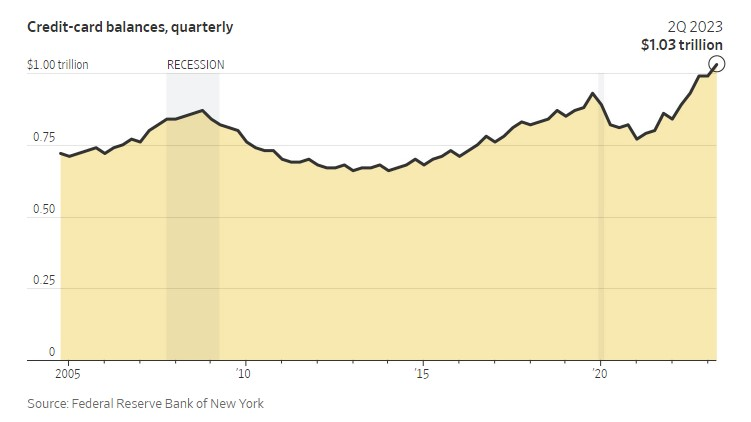 Credit-card balances, quarterly
2Q 2023
$1.03 trillion
$1.00 trillion
RECESSION
0.75
0.50
0.25
0
2005
'10
'15
'20
Source: Federal Reserve Bank of New York